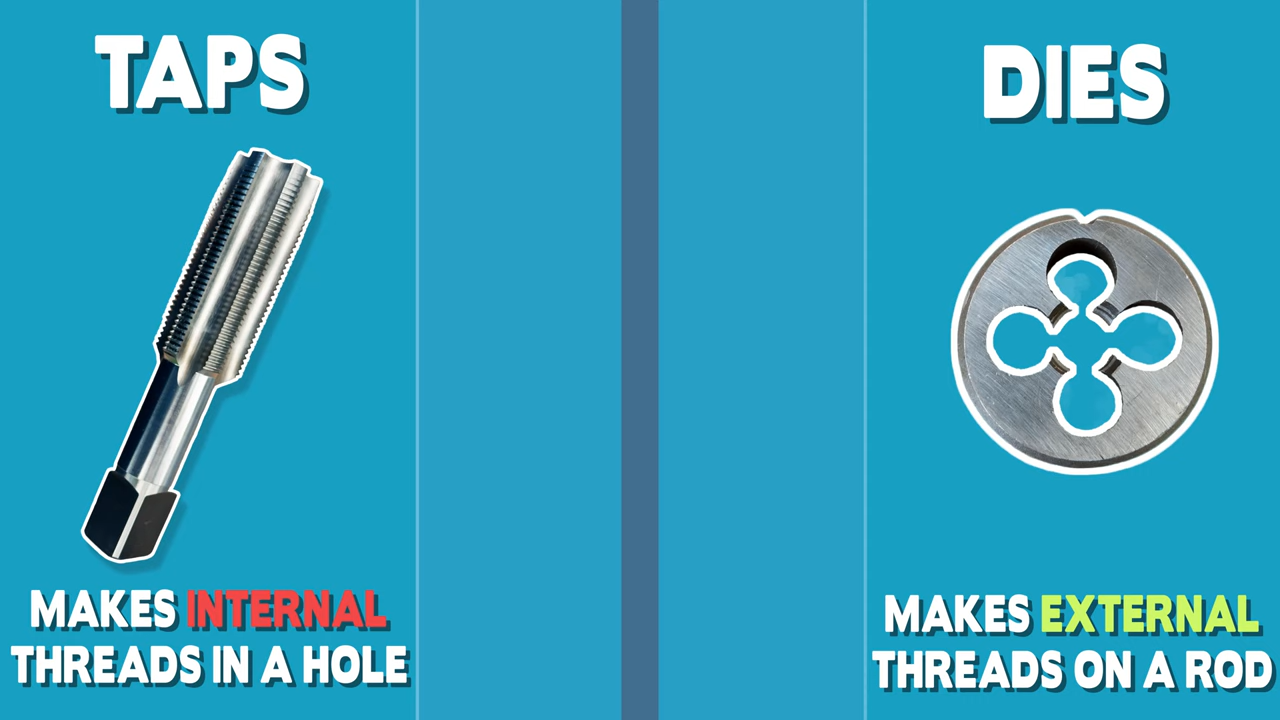 TAPS
MAKES INTERNAL
THREADS IN A HOLE
DIES
MAKES EXTERNAL
THREADS ON A ROD